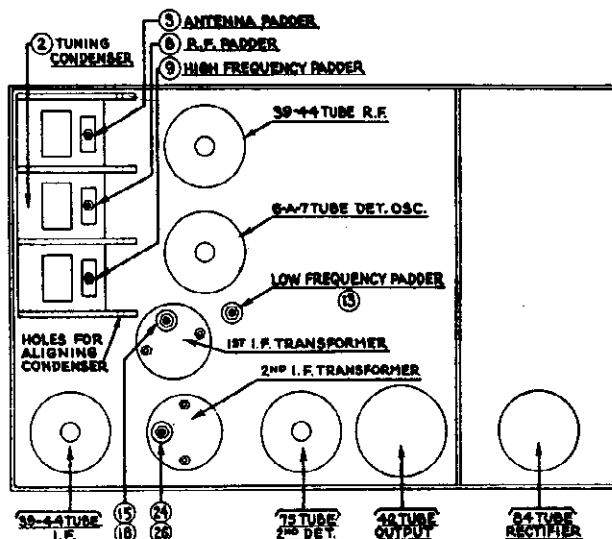 3 ANTENNA PADDER
2 TUNING CONDENSER
8 R.F. PADDER
9 HIGH FREQUENCY PADDER
39-44 TUBE R.F.
6-A-7 TUBE DET. OSC.
LOW FREQUENCY PADDER
13
HOLES FOR
ALIGNING
CONDENSER
1ST I.F. TRANSFORMER
2ND I.F. TRANSFORMER
39-44 TUBE
I.F.
15
18
24
26
75 TUBE
2ND DET.
42 TUBE
OUTPUT
84 TUBE
RECTIFIER